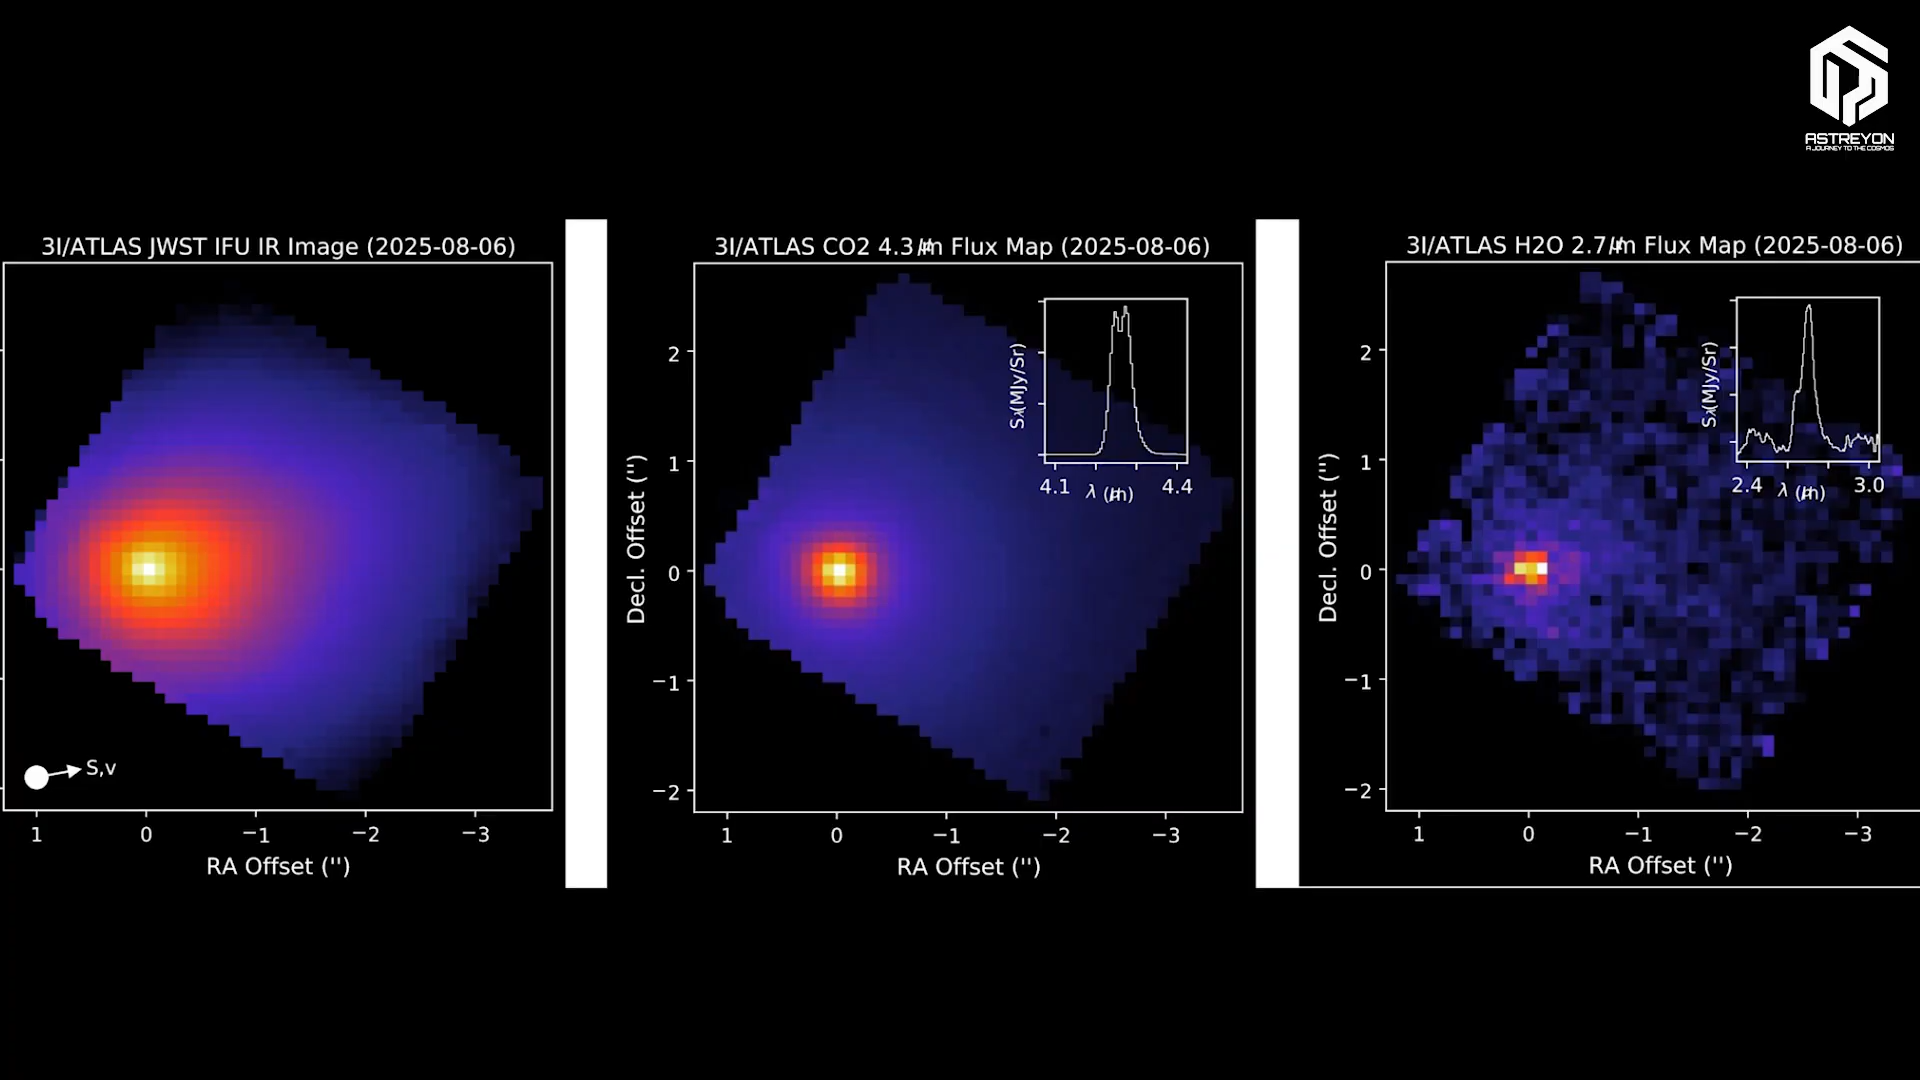 ASTREYON
A JOURNEY TO THE COSMOS
3I/ATLAS JWST IFU IR Image (2025-08-06)
S,v
1 0 −1 −2 −3
RA Offset ('')
3I/ATLAS CO2 4.3μm Flux Map (2025-08-06)
Decl. Offset ('')
2
1
0
−1
−2
Sλ(MJy/Sr)
4.1 λ (μm) 4.4
1 0 −1 −2 −3
RA Offset ('')
3I/ATLAS H2O 2.7μm Flux Map (2025-08-06)
Decl. Offset ('')
2
1
0
−1
−2
Sλ(MJy/Sr)
2.4 λ (μm) 3.0
1 0 −1 −2 −3
RA Offset ('')